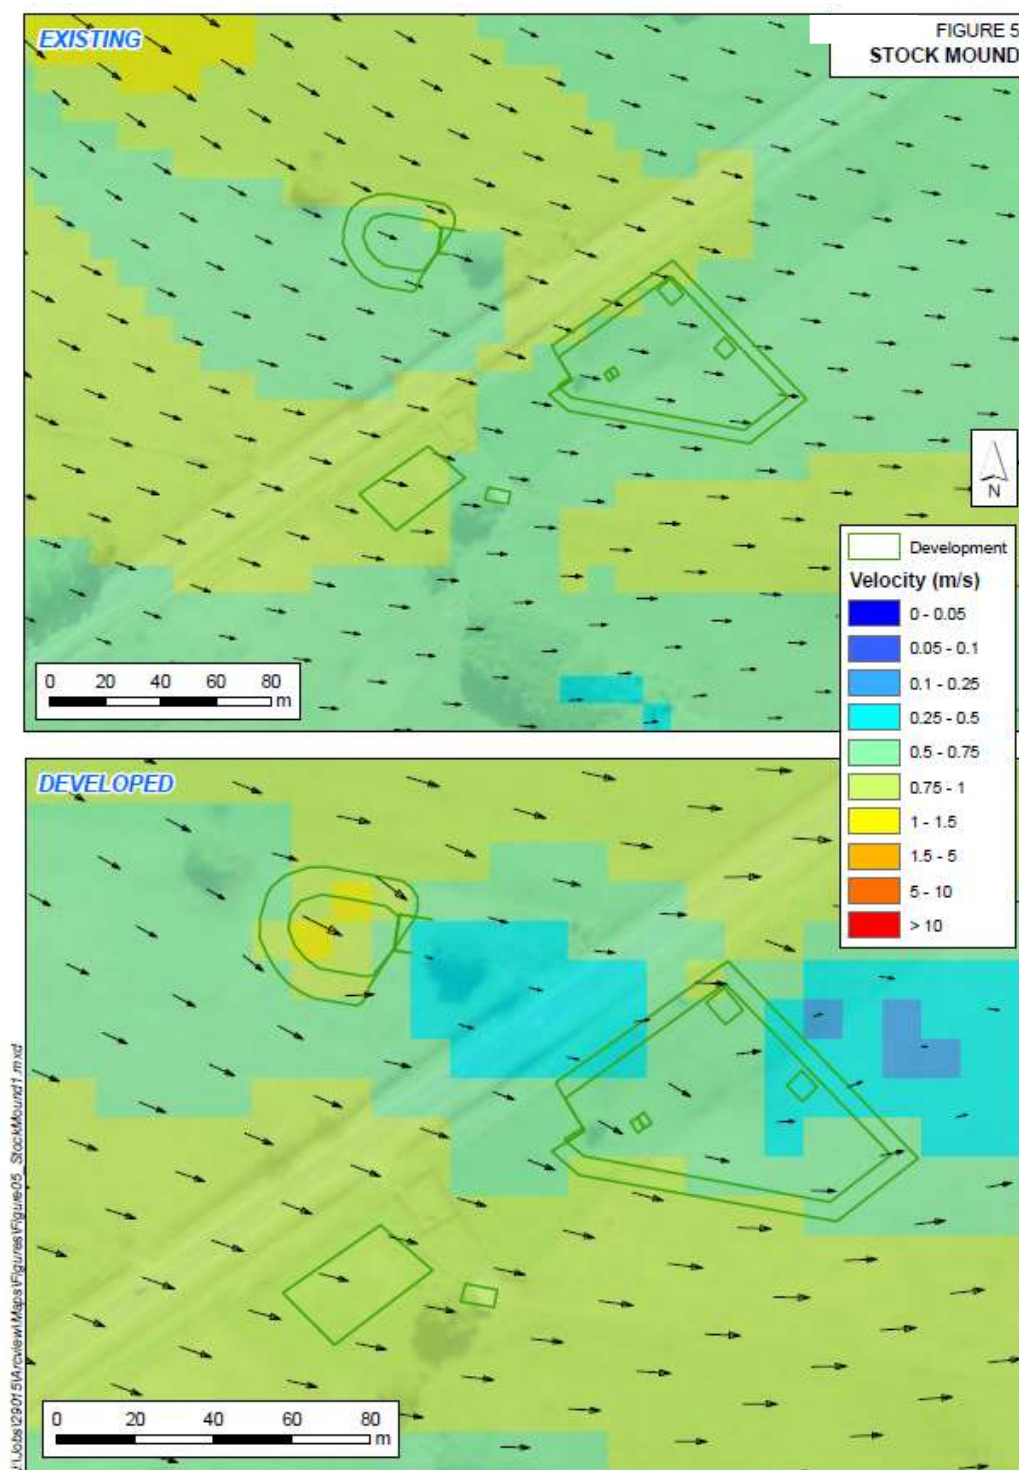 EXISTING
FIGURE 5
STOCK MOUND
N
Development
Velocity (m/s)
0 - 0.05
0.05 - 0.1
0.1 - 0.25
0.25 - 0.5
0.5 - 0.75
0.75 - 1
1 - 1.5
1.5 - 5
5 - 10
> 10
0 20 40 60 80
m
DEVELOPED
0 20 40 60 80
m
I:\Jobs\29015\Arcview\Maps\Figures\Figure05_StockMound1.mxd